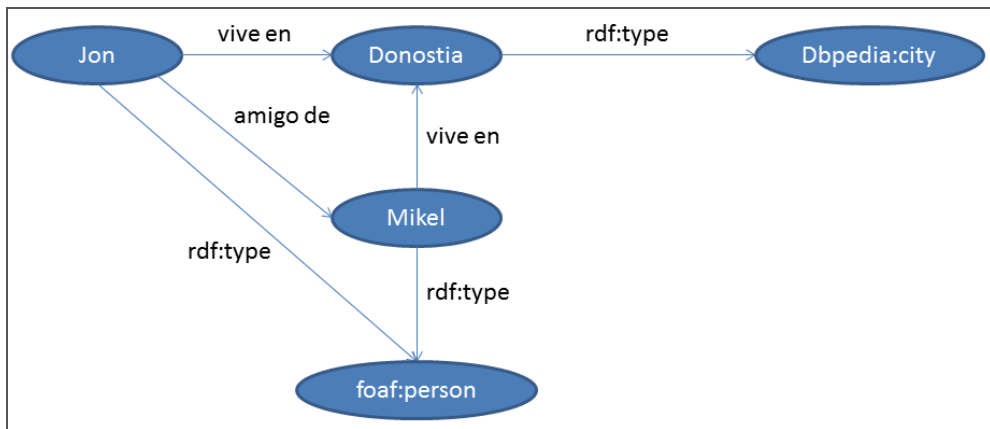 Jon
vive en
Donostia
rdf:type
Dbpedia:city
amigo de
vive en
Mikel
rdf:type
rdf:type
foaf:person